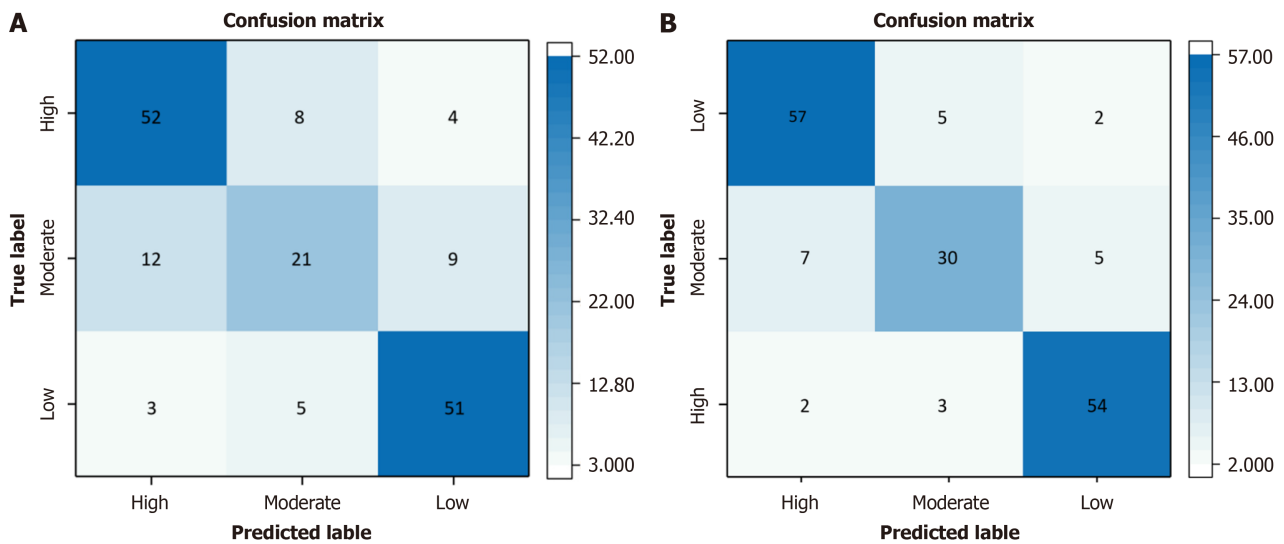 A
Confusion matrix
High
Moderate
Low
True label
52 8 4
12 21 9
3 5 51
High Moderate Low
Predicted lable
52.00
42.20
32.40
22.00
12.80
3.000
B
Confusion matrix
Low
Moderate
High
True label
57 5 2
7 30 5
2 3 54
High Moderate Low
Predicted lable
57.00
46.00
35.00
24.00
13.00
2.000